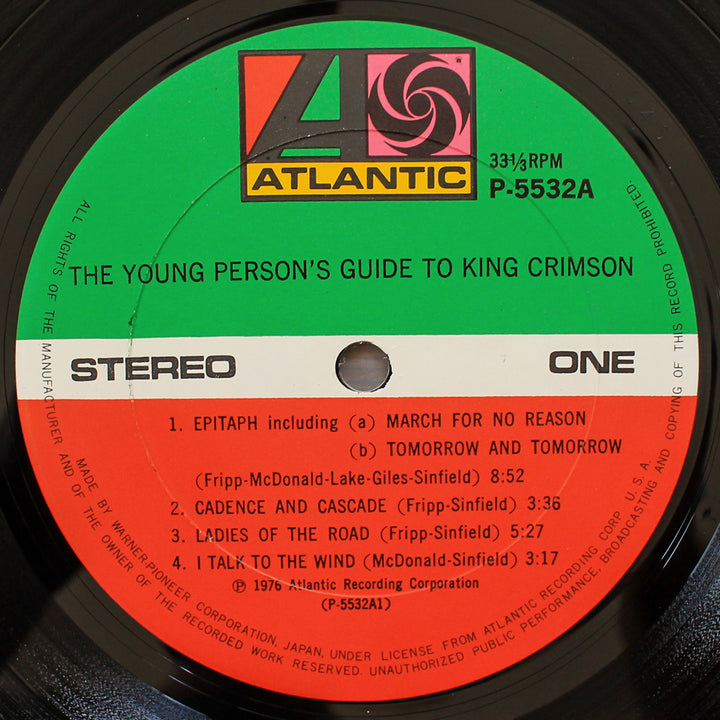 ATLANTIC
®
33⅓ RPM
P-5532A
THE YOUNG PERSON'S GUIDE TO KING CRIMSON
STEREO
ONE
1. EPITAPH including (a) MARCH FOR NO REASON
(b) TOMORROW AND TOMORROW
(Fripp-McDonald-Lake-Giles-Sinfield) 8:52
2. CADENCE AND CASCADE (Fripp-Sinfield) 3:36
3. LADIES OF THE ROAD (Fripp-Sinfield) 5:27
4. I TALK TO THE WIND (McDonald-Sinfield) 3:17
℗ 1976 Atlantic Recording Corporation
(P-5532A1)
ALL RIGHTS OF THE MANUFACTURER AND OF THE OWNER OF THE RECORDED WORK RESERVED. UNAUTHORIZED PUBLIC PERFORMANCE, BROADCASTING AND COPYING OF THIS RECORD PROHIBITED.
MADE BY WARNER-PIONEER CORPORATION, JAPAN, UNDER LICENSE FROM ATLANTIC RECORDING CORP. U.S.A.